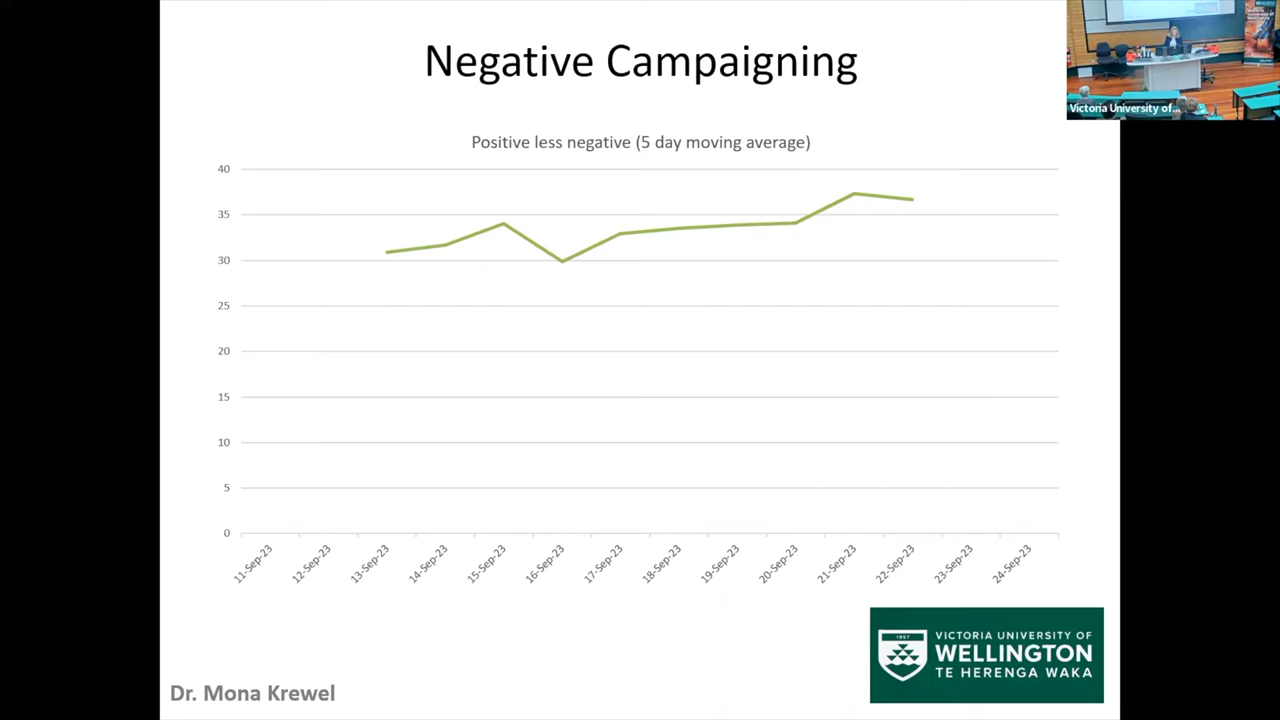 Negative Campaigning
Victoria University of...
Positive less negative (5 day moving average)
40
35
30
25
20
15
10
5
0
11-Sep-23
12-Sep-23
13-Sep-23
14-Sep-23
15-Sep-23
16-Sep-23
17-Sep-23
18-Sep-23
19-Sep-23
20-Sep-23
21-Sep-23
22-Sep-23
23-Sep-23
24-Sep-23
1897
VICTORIA UNIVERSITY OF
WELLINGTON
TE HERENGA WAKA
Dr. Mona Krewel